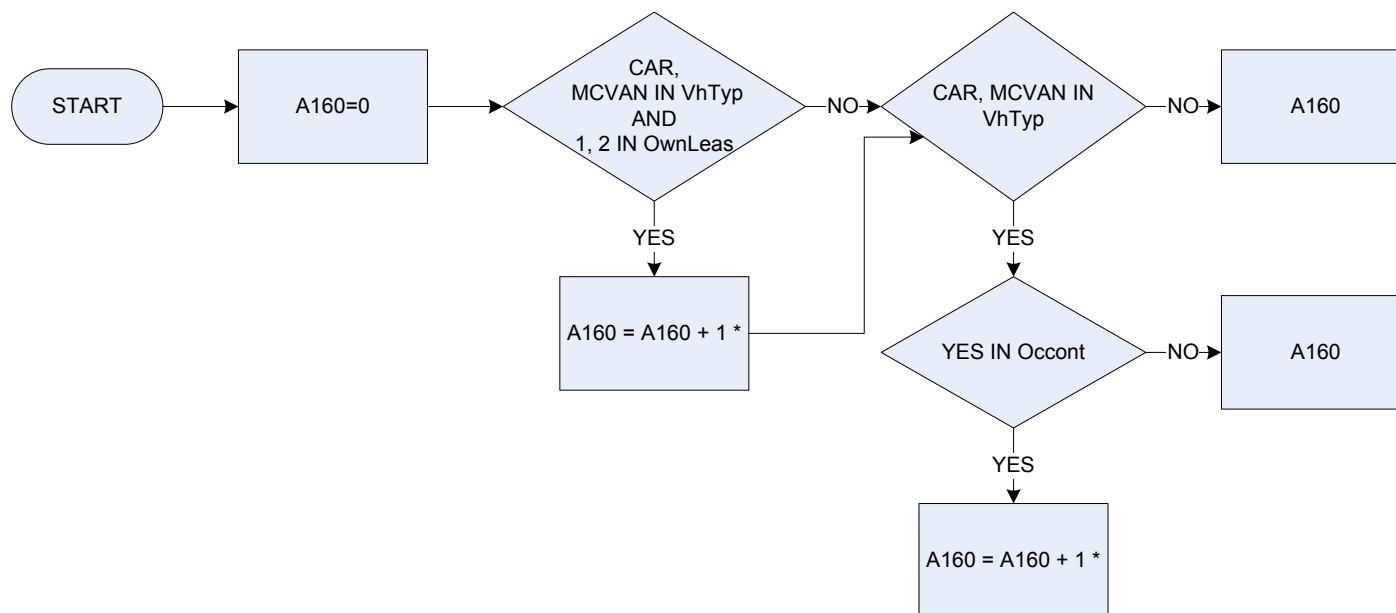 START
A160=0
CAR,
MCVAN IN VhTyp
AND
1, 2 IN OwnLeas
NO
CAR, MCVAN IN
VhTyp
NO
A160
YES
YES
A160 = A160 + 1 *
YES IN Occont
NO
A160
YES
A160 = A160 + 1 *